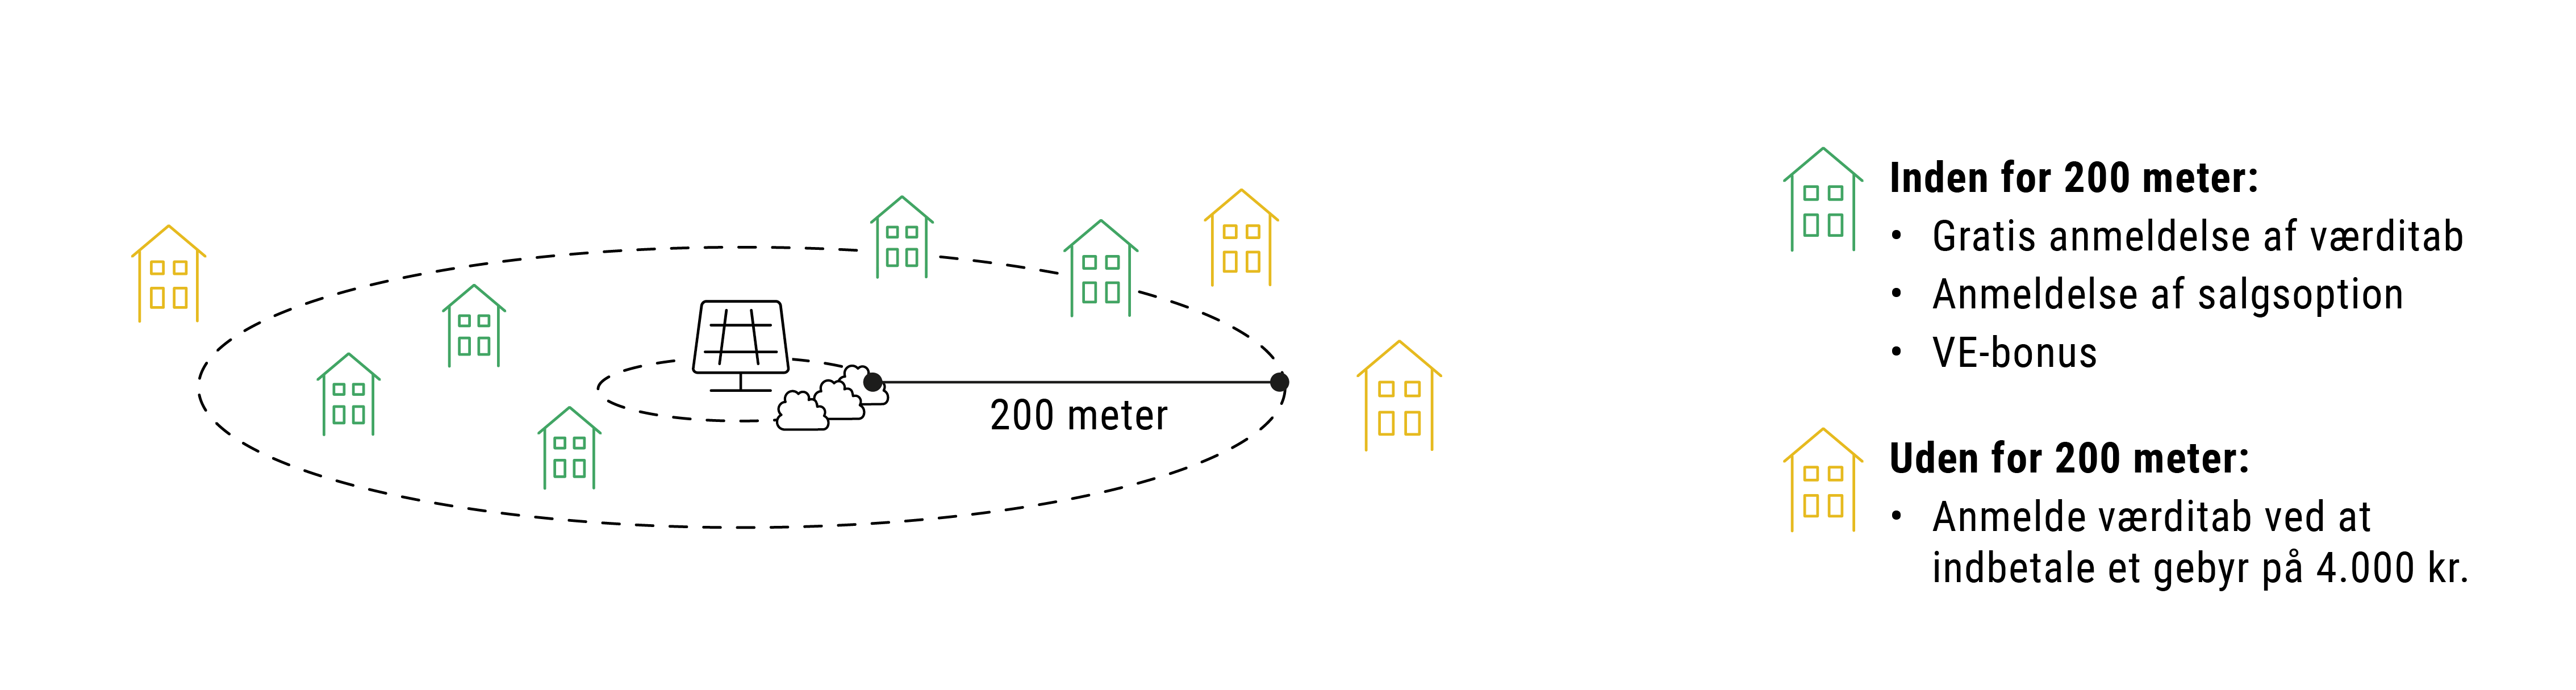 200 meter
Inden for 200 meter:
• Gratis anmeldelse af værditab
• Anmeldelse af salgsoption
• VE-bonus
Uden for 200 meter:
• Anmelde værditab ved at
indbetale et gebyr på 4.000 kr.